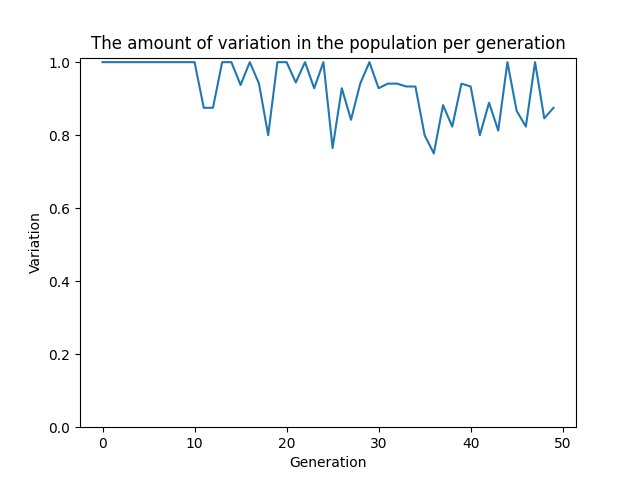 The amount of variation in the population per generation
1.0
0.8
0.6
0.4
0.2
0.0
Variation
0 10 20 30 40 50
Generation